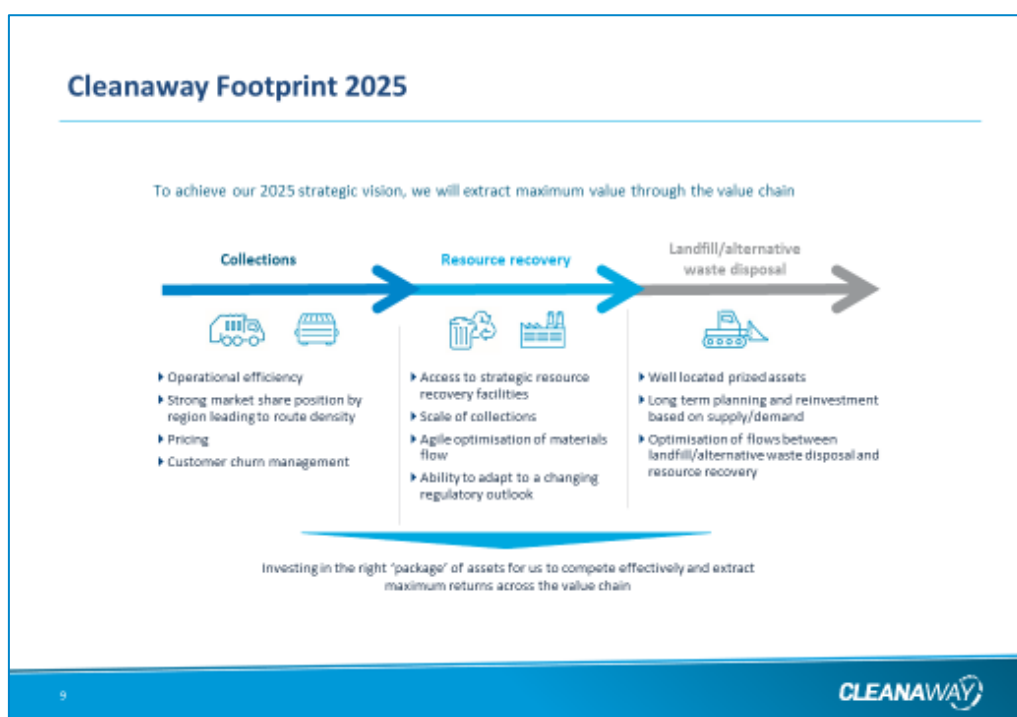 Cleanaway Footprint 2025
To achieve our 2025 strategic vision, we will extract maximum value through the value chain
Collections
Operational efficiency
Strong market share position by
region leading to route density
Pricing
Customer churn management
Resource recovery
Access to strategic resource
recovery facilities
Scale of collections
Agile optimisation of materials
flow
Ability to adapt to a changing
regulatory outlook
Landfill/alternative
waste disposal
Well located prized assets
Long term planning and reinvestment
based on supply/demand
Optimisation of flows between
landfill/alternative waste disposal and
resource recovery
Investing in the right 'package' of assets for us to compete effectively and extract
maximum returns across the value chain
9
CLEANAWAY